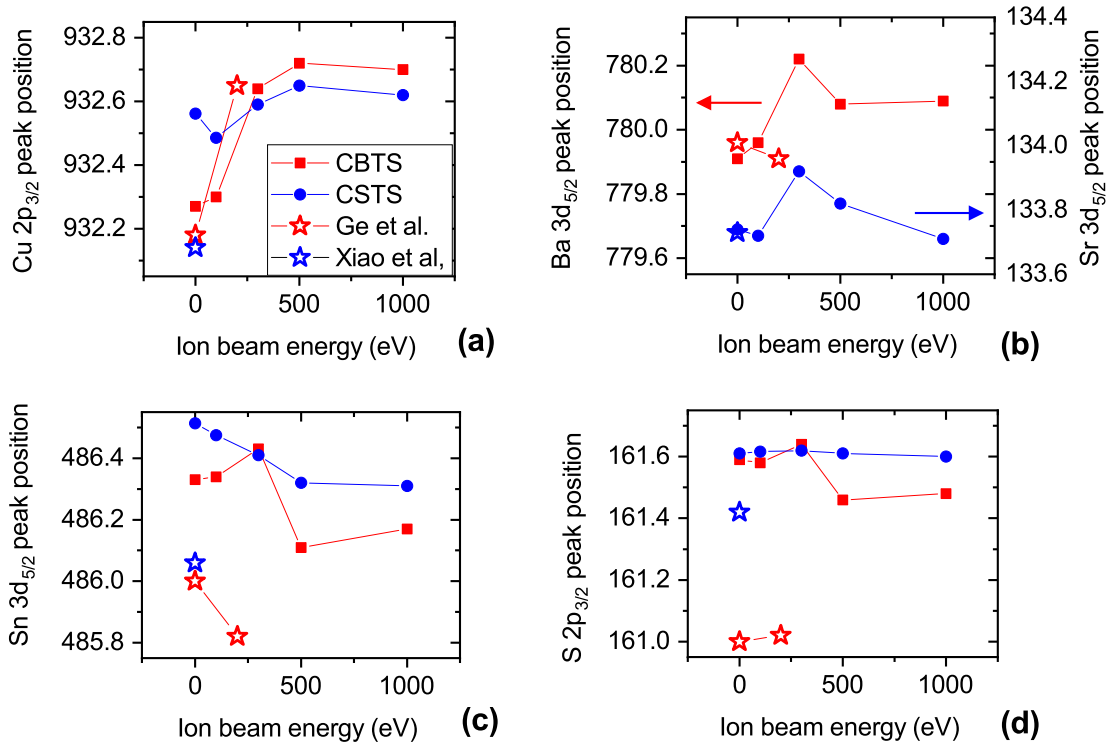 932.8
932.6
932.4
932.2
Cu 2p3/2 peak position
CBTS
CSTS
Ge et al.
Xiao et al,
0 500 1000
Ion beam energy (eV)
(a)
780.2
780.0
779.8
779.6
Ba 3d5/2 peak position
134.4
134.2
134.0
133.8
133.6
Sr 3d5/2 peak position
0 500 1000
Ion beam energy (eV)
(b)
486.4
486.2
486.0
485.8
Sn 3d5/2 peak position
0 500 1000
Ion beam energy (eV)
(c)
161.6
161.4
161.2
161.0
S 2p3/2 peak position
0 500 1000
Ion beam energy (eV)
(d)